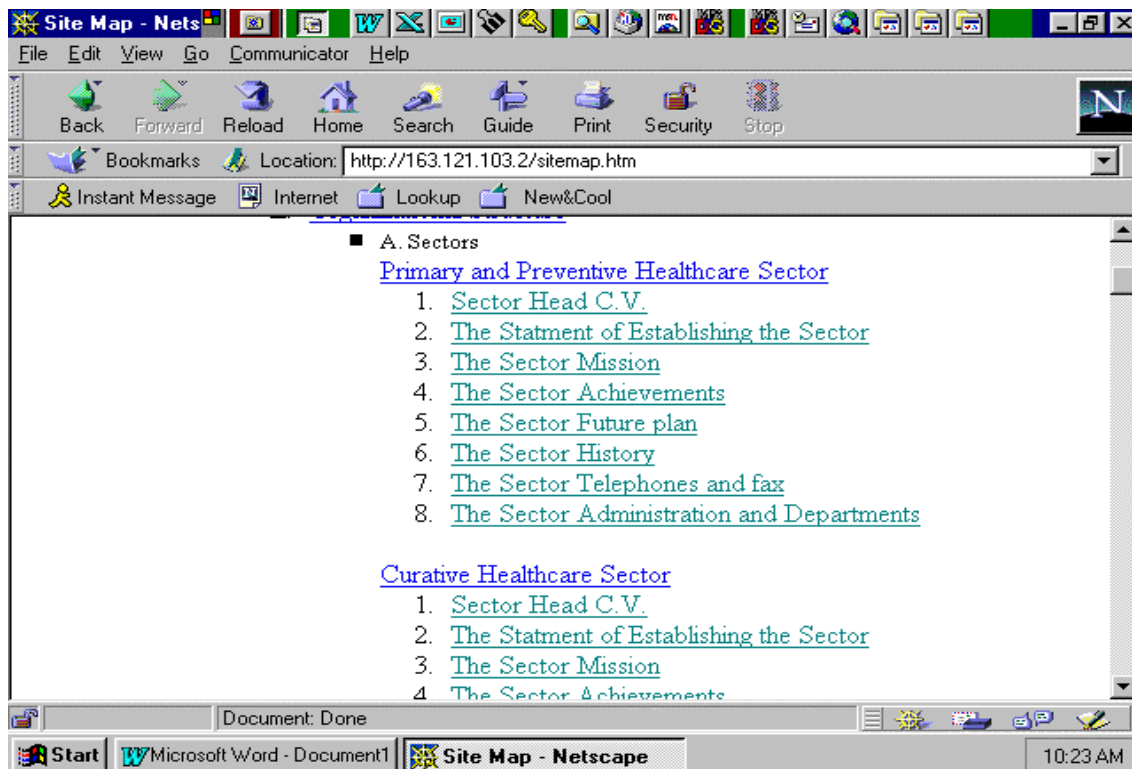 Site Map - Nets
File Edit View Go Communicator Help
Back Forward Reload Home Search Guide Print Security Stop
N
Bookmarks Location: http://163.121.103.2/sitemap.htm
Instant Message Internet Lookup New&Cool
A. Sectors
Primary and Preventive Healthcare Sector
1. Sector Head C.V.
2. The Statment of Establishing the Sector
3. The Sector Mission
4. The Sector Achievements
5. The Sector Future plan
6. The Sector History
7. The Sector Telephones and fax
8. The Sector Administration and Departments
Curative Healthcare Sector
1. Sector Head C.V.
2. The Statment of Establishing the Sector
3. The Sector Mission
4 The Sector Achievements
Document: Done
Start Microsoft Word - Document1 Site Map - Netscape 10:23 AM